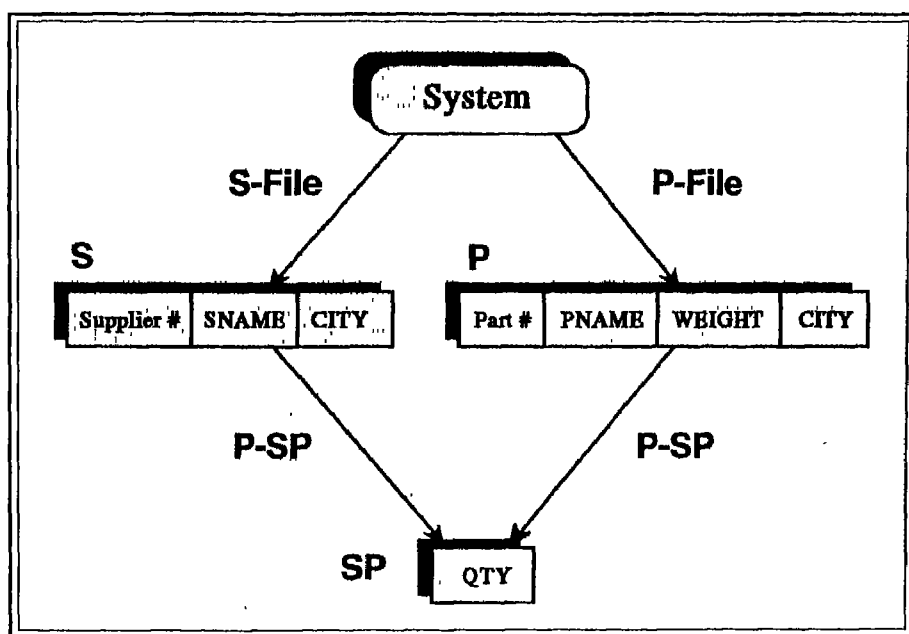 System
S-File P-File
S P
Supplier # SNAME CITY Part # PNAME WEIGHT CITY
P-SP P-SP
SP QTY